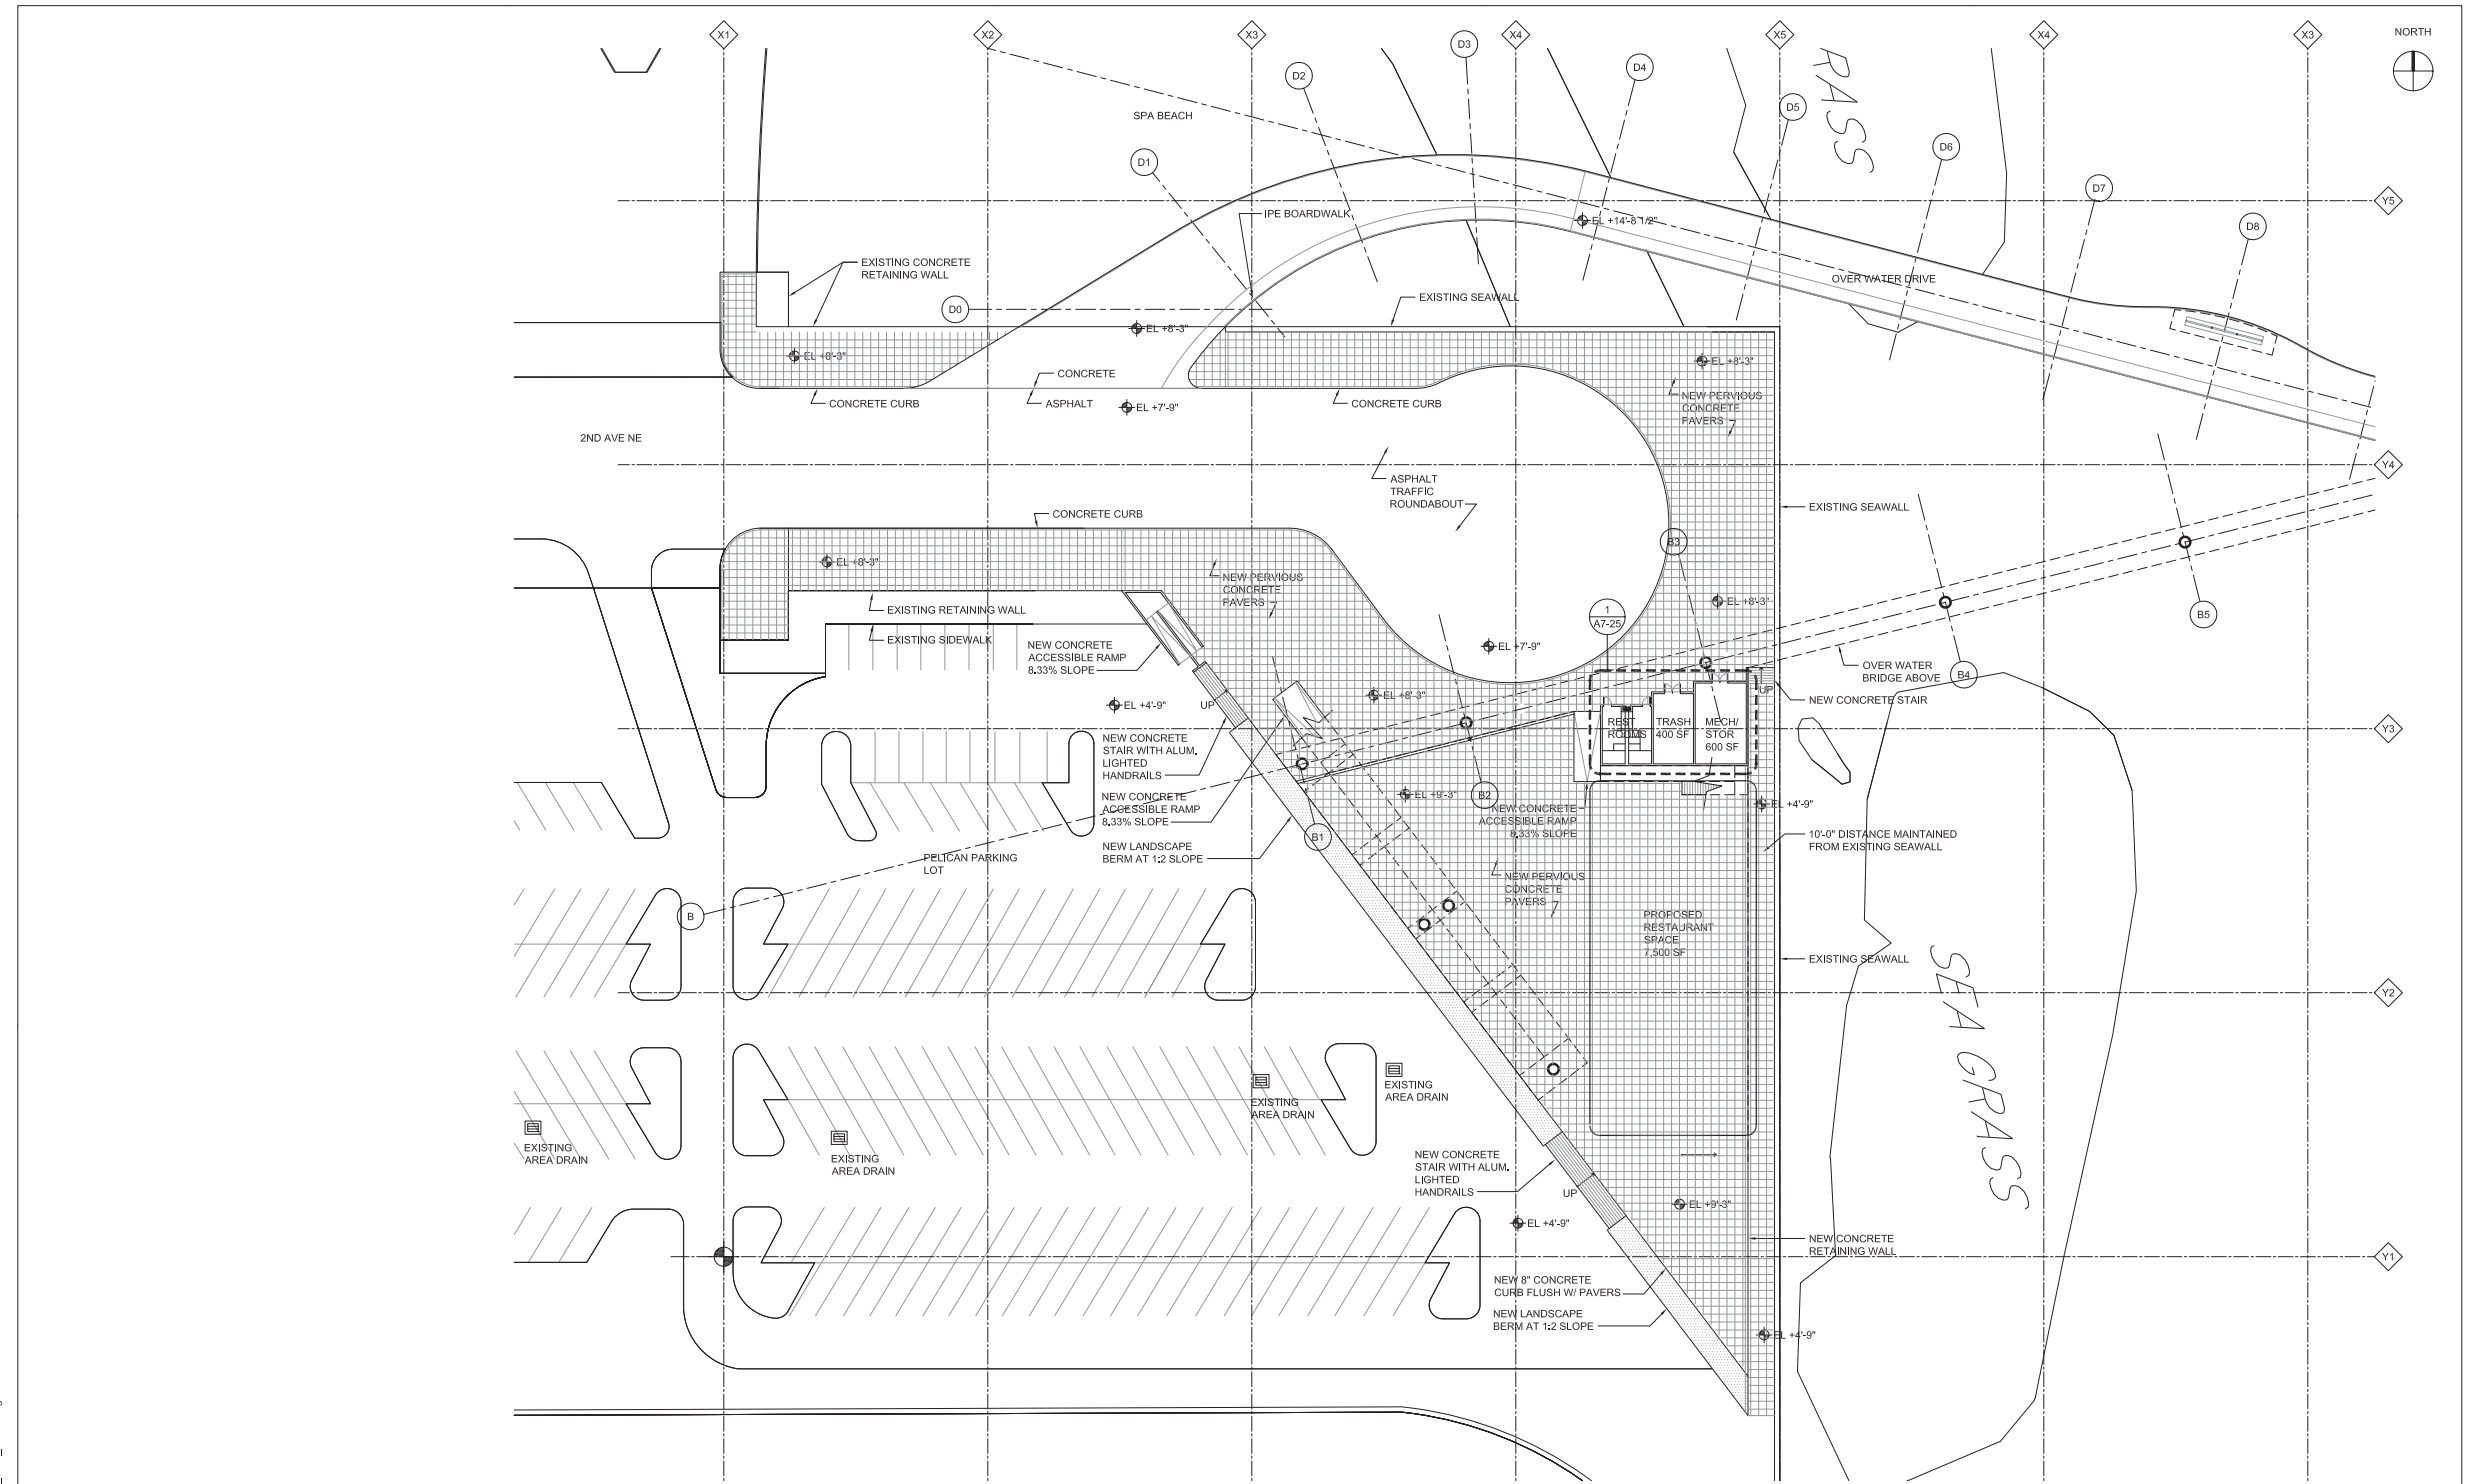 X1
X2
X3
X4
X5
X4
X3
NORTH
D3
D2
D4
D5
D6
D7
D8
D1
D0
SPA BEACH
RASS
IPE BOARDWALK
EL +14'-8 1/2"
Y5
EXISTING CONCRETE
RETAINING WALL
OVER WATER DRIVE
EXISTING SEAWALL
EL +8'-3"
EL +8'-3"
EL +8'-3"
CONCRETE
ASPHALT
CONCRETE CURB
EL +7'-9"
CONCRETE CURB
NEW PERVIOUS
CONCRETE
PAVERS
2ND AVE NE
Y4
ASPHALT
TRAFFIC
ROUNDABOUT
CONCRETE CURB
EXISTING SEAWALL
B3
EL +8'-3"
NEW PERVIOUS
CONCRETE
PAVERS
EXISTING RETAINING WALL
EXISTING SIDEWALK
NEW CONCRETE
ACCESSIBLE RAMP
8.33% SLOPE
1
A7-25
EL +8'-3"
B5
EL +7'-9"
OVER WATER
BRIDGE ABOVE
B4
EL +8'-3"
UP
NEW CONCRETE STAIR
EL +4'-9"
UP
REST
ROOMS
TRASH
400 SF
MECH/
STOR
600 SF
Y3
NEW CONCRETE
STAIR WITH ALUM.
LIGHTED
HANDRAILS
NEW CONCRETE
ACCESSIBLE RAMP
8.33% SLOPE
EL +9'-3"
B2
NEW CONCRETE
ACCESSIBLE RAMP
8.33% SLOPE
EL +4'-9"
B1
10'-0" DISTANCE MAINTAINED
FROM EXISTING SEAWALL
NEW LANDSCAPE
BERM AT 1:2 SLOPE
PELICAN PARKING
LOT
B
NEW PERVIOUS
CONCRETE
PAVERS
PROPOSED
RESTAURANT
SPACE
7,500 SF
EXISTING SEAWALL
SEA GRASS
Y2
EXISTING
AREA DRAIN
EXISTING
AREA DRAIN
EXISTING
AREA DRAIN
EXISTING
AREA DRAIN
NEW CONCRETE
STAIR WITH ALUM.
LIGHTED
HANDRAILS
UP
EL +9'-3"
EL +4'-9"
NEW CONCRETE
RETAINING WALL
Y1
NEW 8" CONCRETE
CURB FLUSH W/ PAVERS
NEW LANDSCAPE
BERM AT 1:2 SLOPE
EL +4'-9"